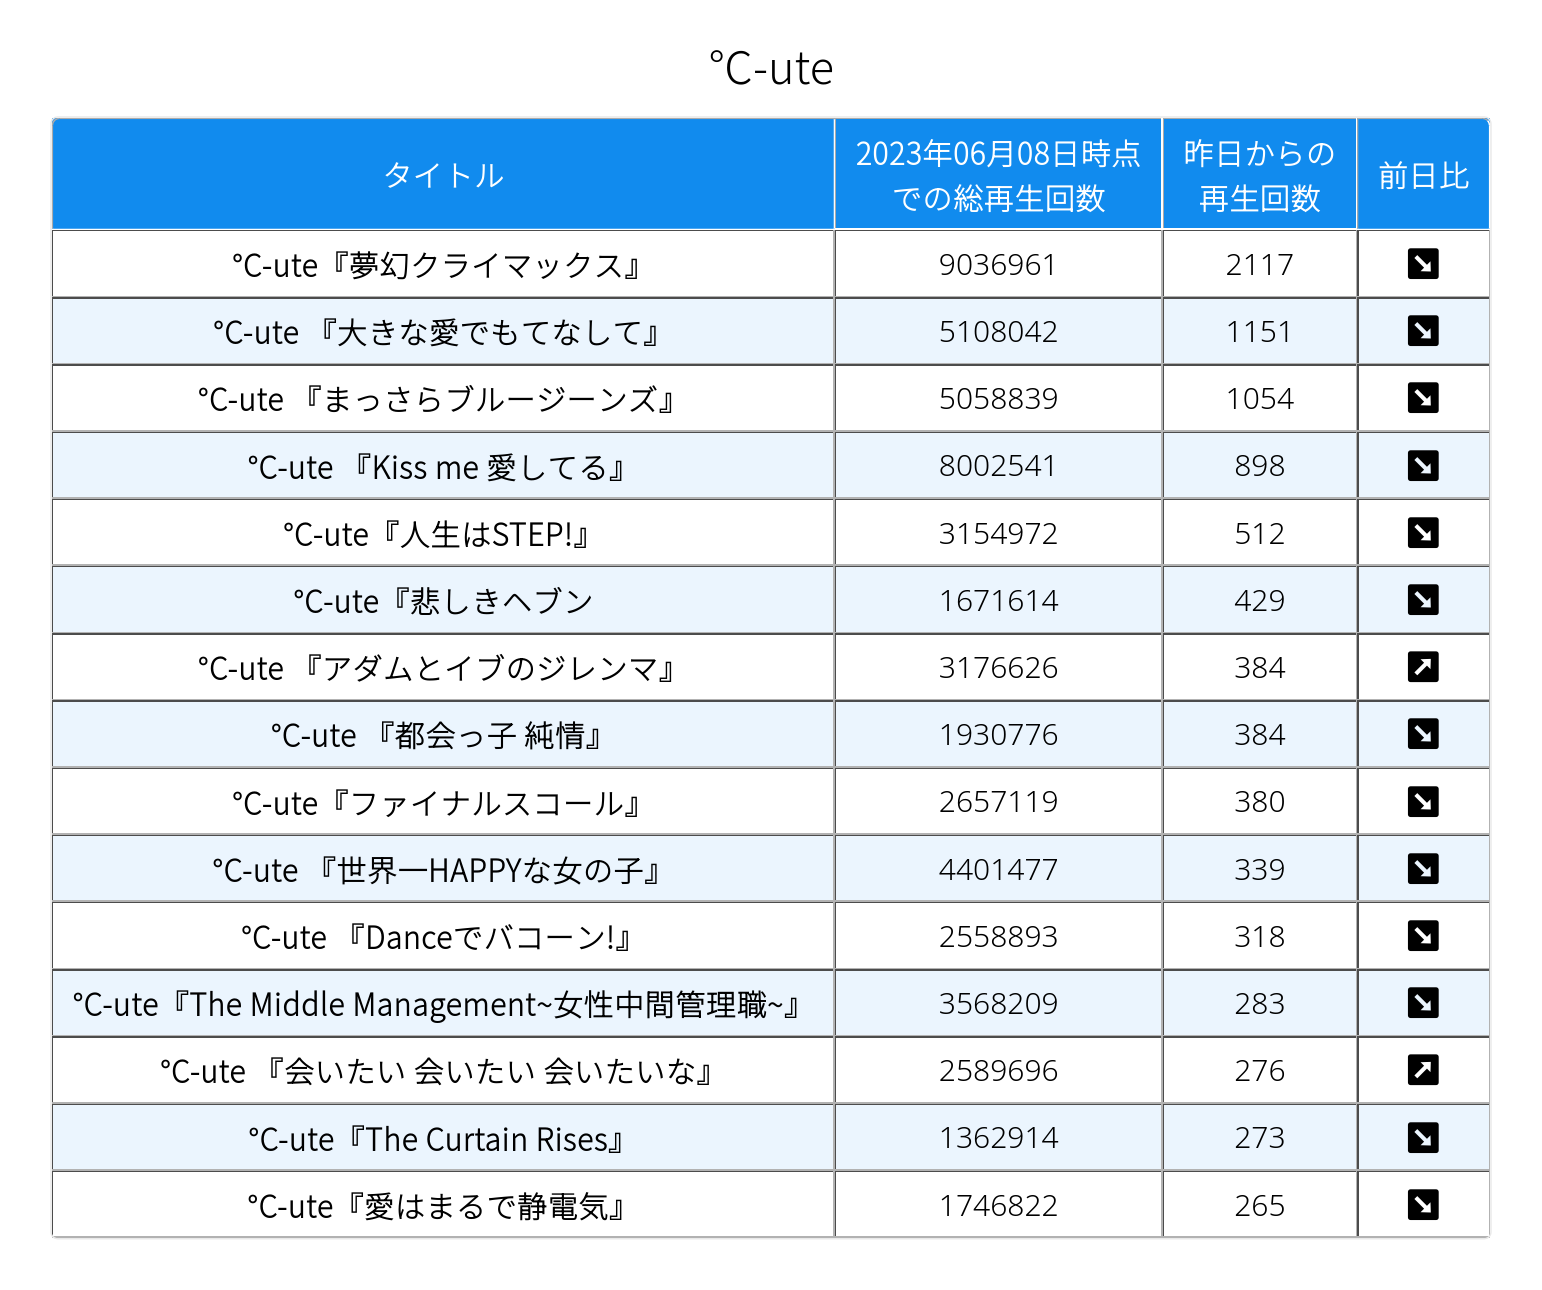 ℃-ute
タイトル 2023年06月08日時点での総再生回数 昨日からの再生回数 前日比
℃-ute『夢幻クライマックス』 9036961 2117 ↘
℃-ute 『大きな愛でもてなして』 5108042 1151 ↘
℃-ute 『まっさらブルージーンズ』 5058839 1054 ↘
℃-ute 『Kiss me 愛してる』 8002541 898 ↘
℃-ute『人生はSTEP!』 3154972 512 ↘
℃-ute『悲しきヘブン 1671614 429 ↘
℃-ute 『アダムとイブのジレンマ』 3176626 384 ↗
℃-ute 『都会っ子 純情』 1930776 384 ↘
℃-ute『ファイナルスコール』 2657119 380 ↘
℃-ute 『世界一HAPPYな女の子』 4401477 339 ↘
℃-ute 『Danceでバコーン!』 2558893 318 ↘
℃-ute『The Middle Management~女性中間管理職~』 3568209 283 ↘
℃-ute 『会いたい 会いたい 会いたいな』 2589696 276 ↗
℃-ute『The Curtain Rises』 1362914 273 ↘
℃-ute『愛はまるで静電気』 1746822 265 ↘